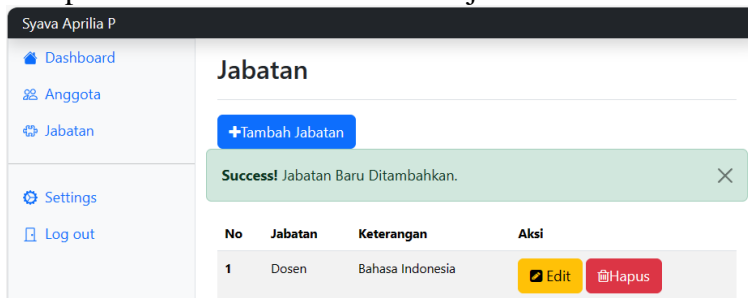 Syava Aprilia P
Dashboard
Anggota
Jabatan
Settings
Log out
Jabatan
Tambah Jabatan
Success! Jabatan Baru Ditambahkan.
No Jabatan Keterangan Aksi
1 Dosen Bahasa Indonesia Edit Hapus